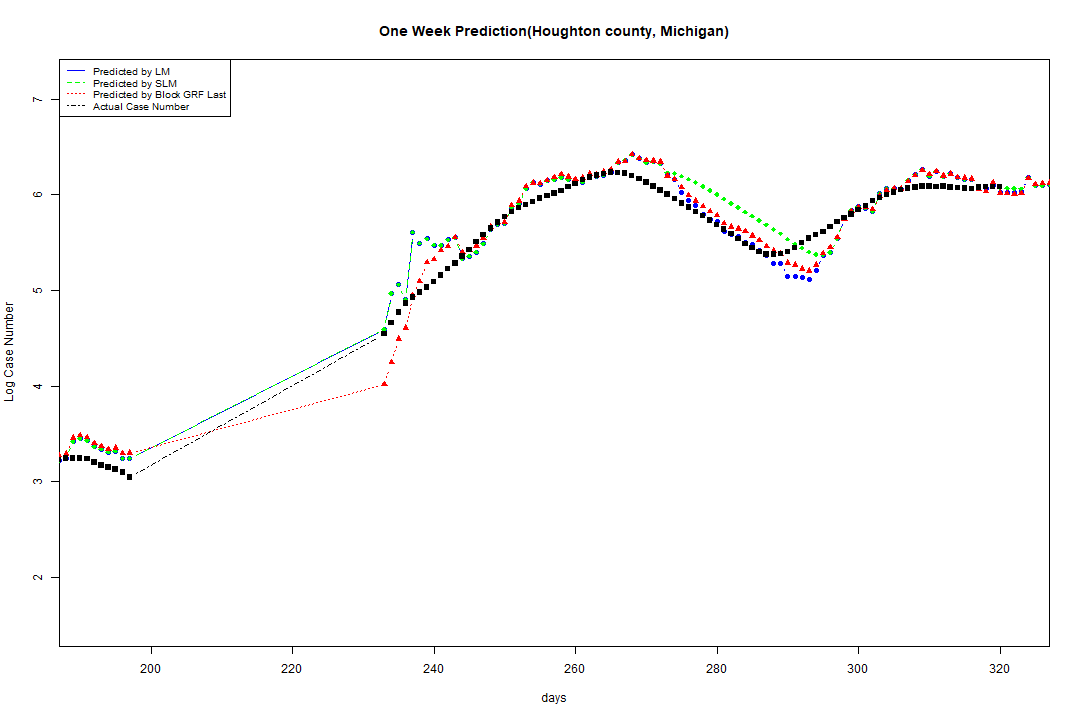 One Week Prediction(Houghton county, Michigan)
Predicted by LM
Predicted by SLM
Predicted by Block GRF Last
Actual Case Number
7
6
5
4
3
2
Log Case Number
200 220 240 260 280 300 320
days